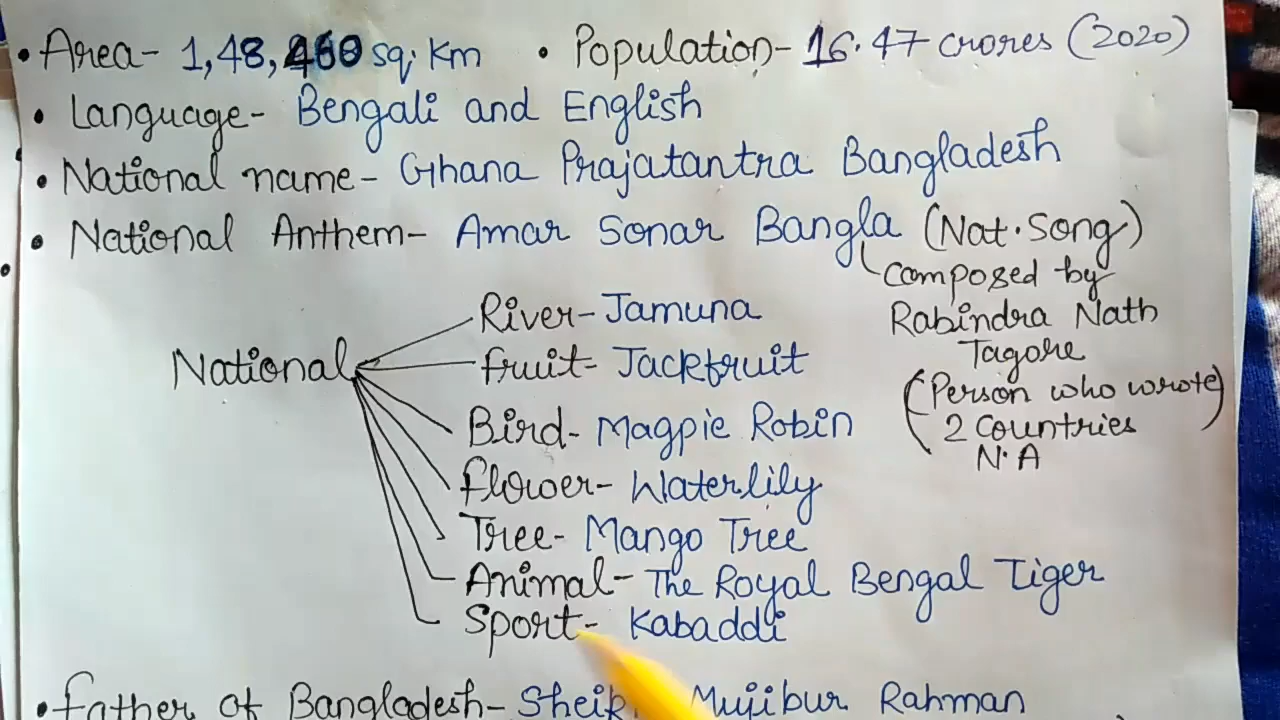 • Area- 1,48,460 sq. Km • Population- 16.47 crores (2020)
• Language- Bengali and English
• National name- Ghana Prajatantra Bangladesh
• National Anthem- Amar Sonar Bangla (Nat. Song)
composed by
Rabindra Nath
Tagore
(Person who wrote)
2 Countries
N.A
National
River- Jamuna
fruit- Jackfruit
Bird- Magpie Robin
flower- Waterlily
Tree- Mango Tree
Animal- The Royal Bengal Tiger
Sport- Kabaddi
• Father of Bangladesh- Sheikh Mujibur Rahman